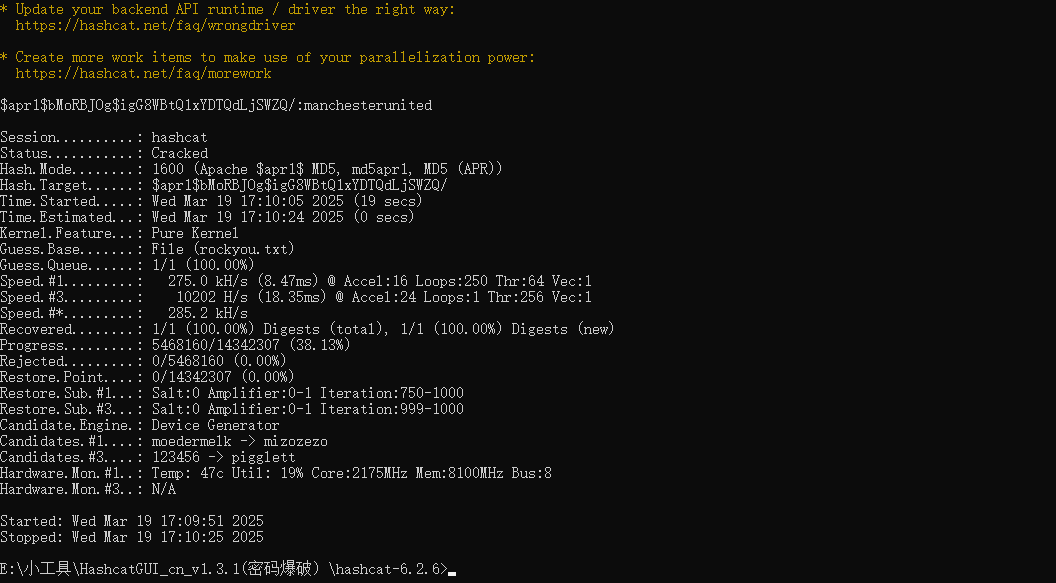 * Update your backend API runtime / driver the right way:
  https://hashcat.net/faq/wrongdriver
* Create more work items to make use of your parallelization power:
  https://hashcat.net/faq/morework
$apr1$bMoRBJOg$igG8WBtQ1xYDTQdLjSWZQ/:manchesterunited
Session..........: hashcat
Status...........: Cracked
Hash.Mode........: 1600 (Apache $apr1$ MD5, md5apr1, MD5 (APR))
Hash.Target......: $apr1$bMoRBJOg$igG8WBtQ1xYDTQdLjSWZQ/
Time.Started.....: Wed Mar 19 17:10:05 2025 (19 secs)
Time.Estimated...: Wed Mar 19 17:10:24 2025 (0 secs)
Kernel.Feature...: Pure Kernel
Guess.Base.......: File (rockyou.txt)
Guess.Queue......: 1/1 (100.00%)
Speed.#1.........:   275.0 kH/s (8.47ms) @ Accel:16 Loops:250 Thr:64 Vec:1
Speed.#3.........:    10202 H/s (18.35ms) @ Accel:24 Loops:1 Thr:256 Vec:1
Speed.#*.........:   285.2 kH/s
Recovered........: 1/1 (100.00%) Digests (total), 1/1 (100.00%) Digests (new)
Progress.........: 5468160/14342307 (38.13%)
Rejected.........: 0/5468160 (0.00%)
Restore.Point....: 0/14342307 (0.00%)
Restore.Sub.#1...: Salt:0 Amplifier:0-1 Iteration:750-1000
Restore.Sub.#3...: Salt:0 Amplifier:0-1 Iteration:999-1000
Candidate.Engine.: Device Generator
Candidates.#1....: moederme1k -> mizozezo
Candidates.#3....: 123456 -> pigglett
Hardware.Mon.#1..: Temp: 47c Util: 19% Core:2175MHz Mem:8100MHz Bus:8
Hardware.Mon.#3..: N/A
Started: Wed Mar 19 17:09:51 2025
Stopped: Wed Mar 19 17:10:25 2025
E:\小工具\HashcatGUI_cn_v1.3.1(密码爆破) \hashcat-6.2.6>